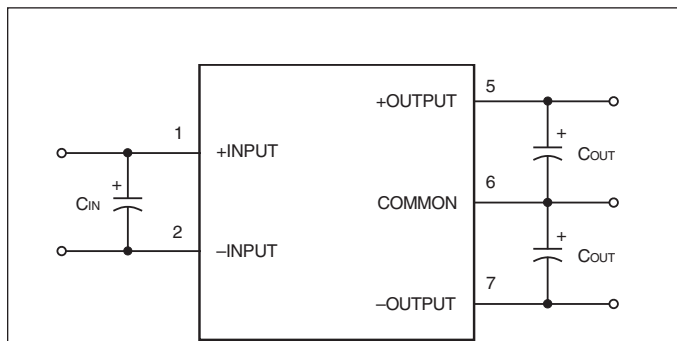 5
+OUTPUT
1
+
+INPUT
COUT
6
+
COMMON
CIN
2
+
–INPUT
COUT
7
–OUTPUT